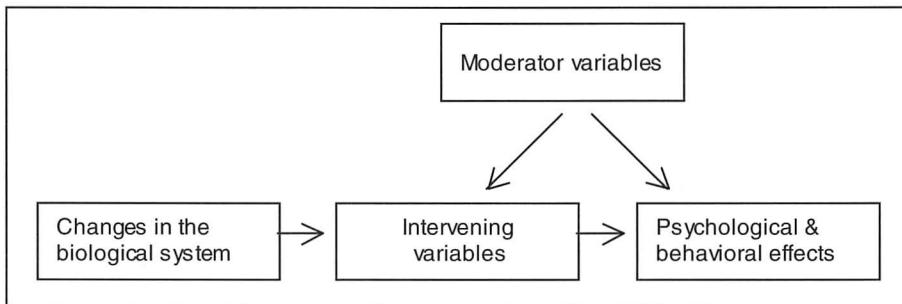 Moderator variables
Changes in the
biological system
Intervening
variables
Psychological &
behavioral effects